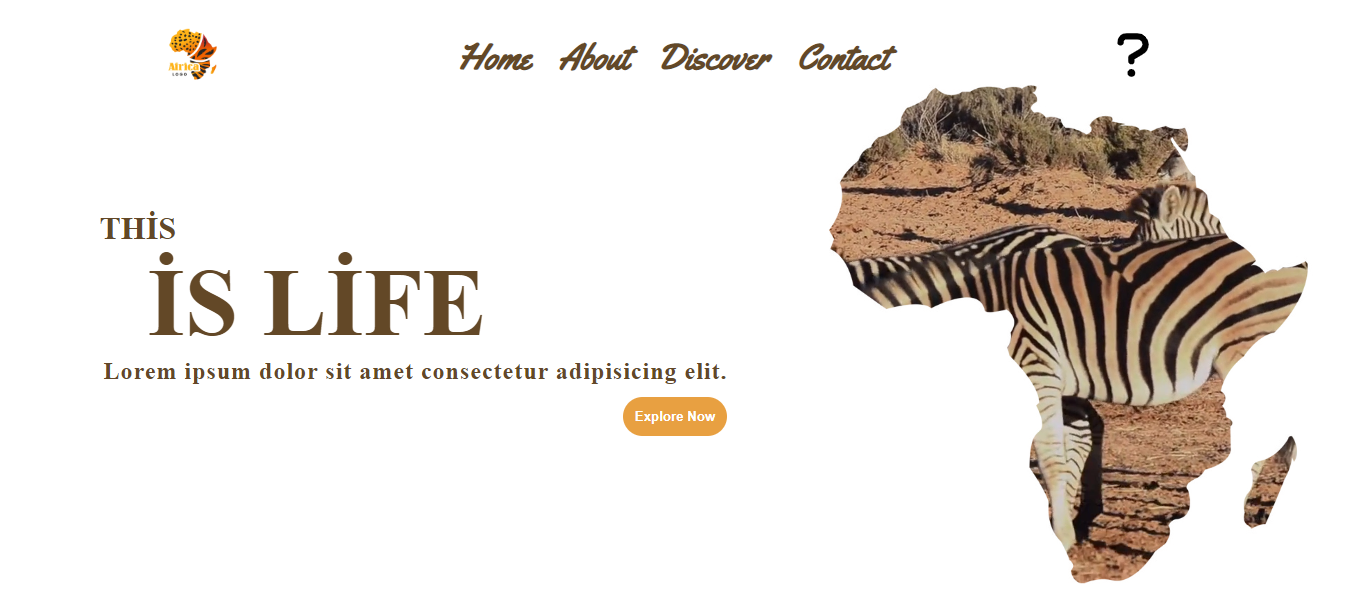 Africa
LOGO
Home About Discover Contact
?
THİS
İS LİFE
Lorem ipsum dolor sit amet consectetur adipisicing elit.
Explore Now